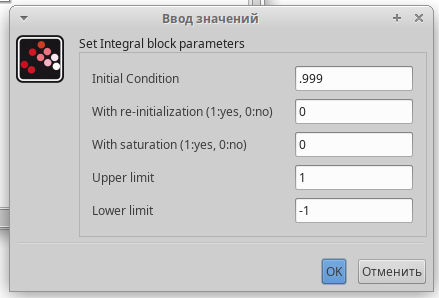 Ввод значений
Set Integral block parameters
Initial Condition .999
With re-initialization (1:yes, 0:no) 0
With saturation (1:yes, 0:no) 0
Upper limit 1
Lower limit -1
OK Отменить